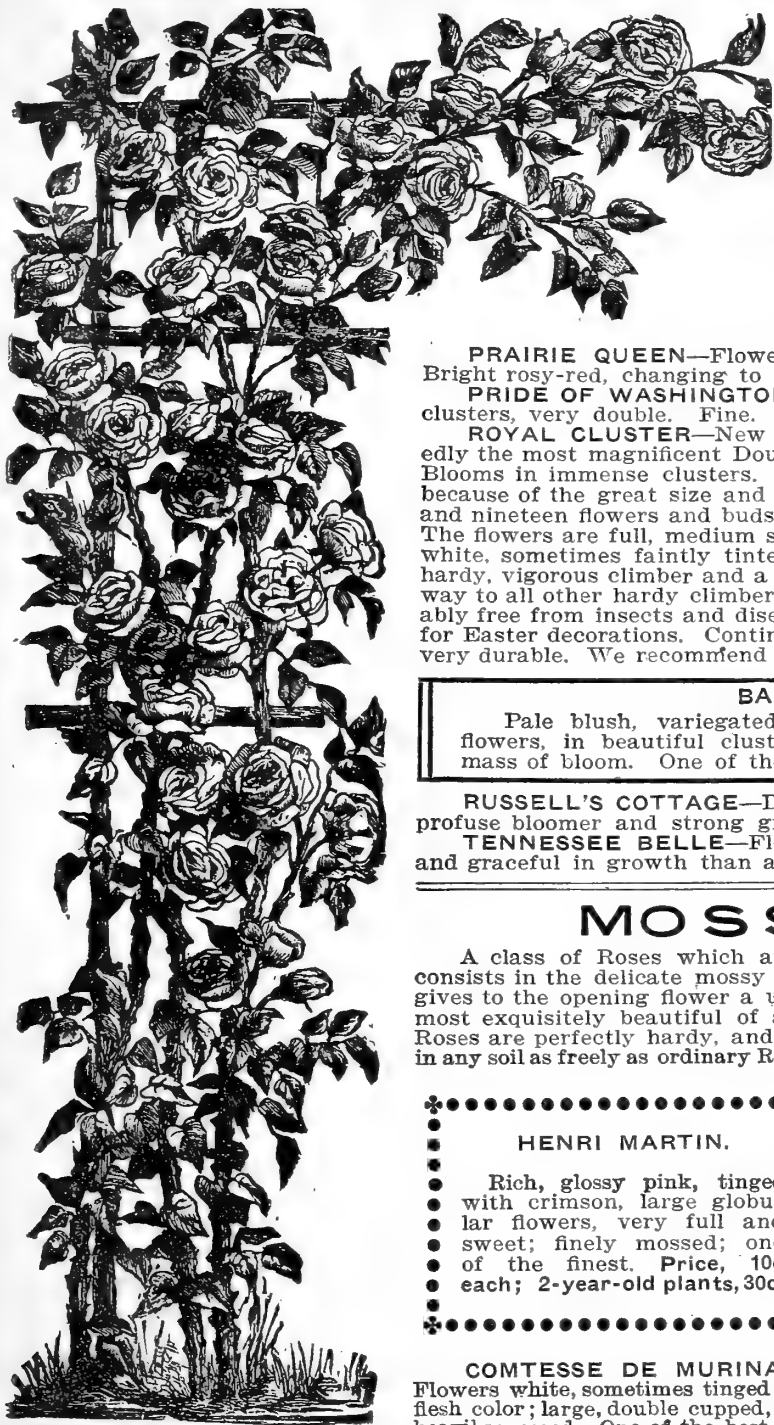 PRAIRIE QUEEN—Flowe
Bright rosy-red, changing to
PRIDE OF WASHINGTO
clusters, very double. Fine.
ROYAL CLUSTER—New
edly the most magnificent Dou
Blooms in immense clusters.
because of the great size and
and nineteen flowers and buds
The flowers are full, medium s
white, sometimes faintly tinte
hardy, vigorous climber and a
way to all other hardy climber
ably free from insects and dise
for Easter decorations. Contin
very durable. We recommend
BA
Pale blush, variegated
flowers, in beautiful clust
mass of bloom. One of th
RUSSELL'S COTTAGE—D
profuse bloomer and strong g
TENNESSEE BELLE—Fl
and graceful in growth than a
MOSS
A class of Roses which a
consists in the delicate mossy
gives to the opening flower a u
most exquisitely beautiful of a
Roses are perfectly hardy, and
in any soil as freely as ordinary R
HENRI MARTIN.
Rich, glossy pink, tinged
with crimson, large globu-
lar flowers, very full and
sweet; finely mossed; one
of the finest. Price, 10c
each; 2-year-old plants, 30c
COMTESSE DE MURINA
Flowers white, sometimes tinged
flesh color; large, double cupped,